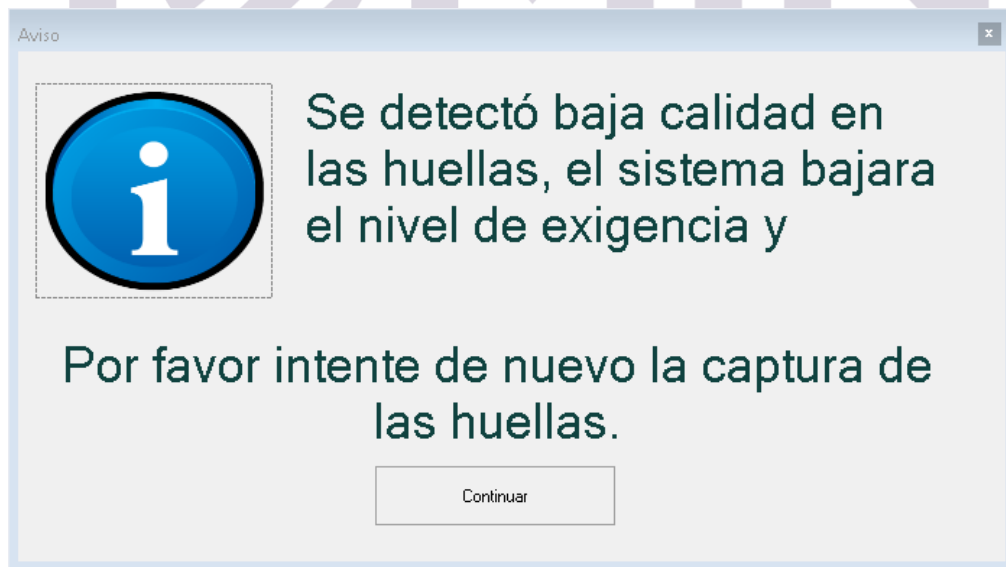 Aviso
Se detectó baja calidad en
las huellas, el sistema bajara
el nivel de exigencia y
Por favor intente de nuevo la captura de
las huellas.
Continuar